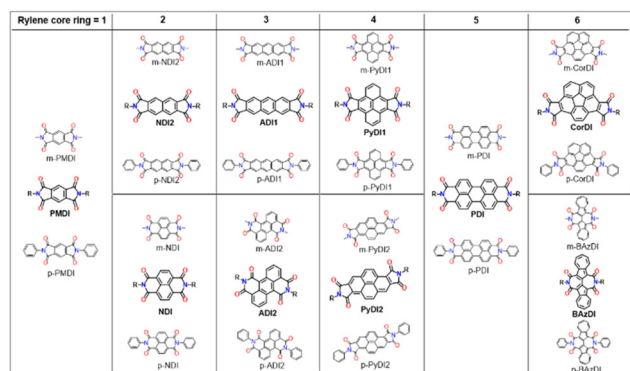 Rylene core ring = 1 2 3 4 5 6
m-PMDI
PMDI
p-PMDI
m-NDI2
NDI2
p-NDI2
m-NDI
NDI
p-NDI
m-ADI1
ADI1
p-ADI1
m-ADI2
ADI2
p-ADI2
m-PyDI1
PyDI1
p-PyDI1
m-PyDI2
PyDI2
p-PyDI2
m-PDI
PDI
p-PDI
m-CorDI
CorDI
p-CorDI
m-BAzDI
BAzDI
p-BAzDI